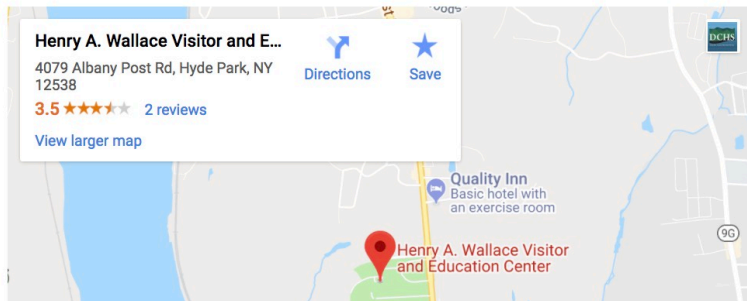 Henry A. Wallace Visitor and E...
4079 Albany Post Rd, Hyde Park, NY
12538
3.5
2 reviews
View larger map
Directions
Save
DCHS
Quality Inn
Basic hotel with
an exercise room
9G
Henry A. Wallace Visitor
and Education Center